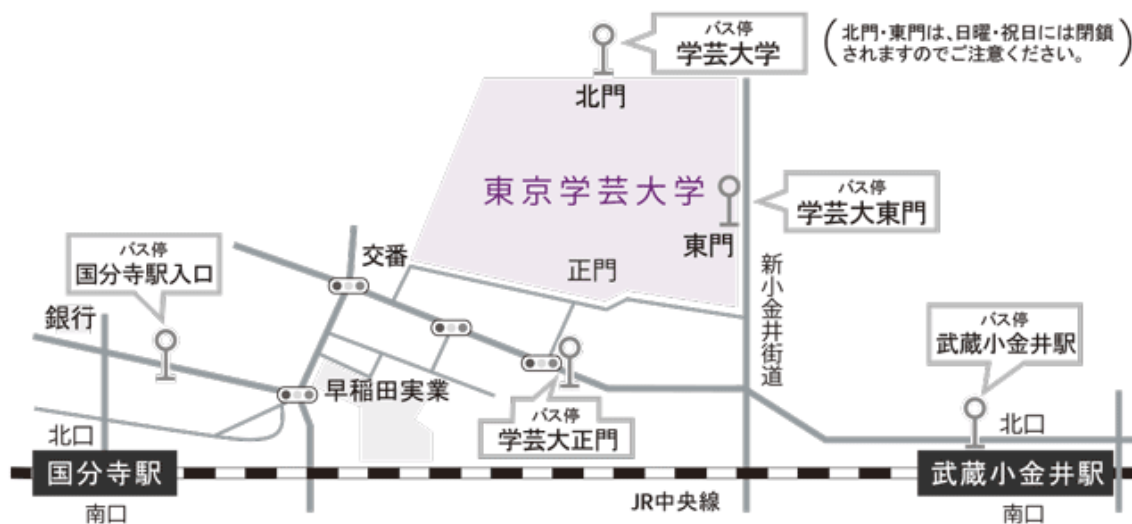 バス停
学芸大学
(北門・東門は、日曜・祝日には閉鎖
されますのでご注意ください。)
北門
東京学芸大学
バス停
学芸大東門
東門
正門
新小金井街道
交番
バス停
国分寺駅入口
銀行
バス停
武蔵小金井駅
早稲田実業
バス停
学芸大正門
北口
北口
国分寺駅
武蔵小金井駅
JR中央線
南口
南口